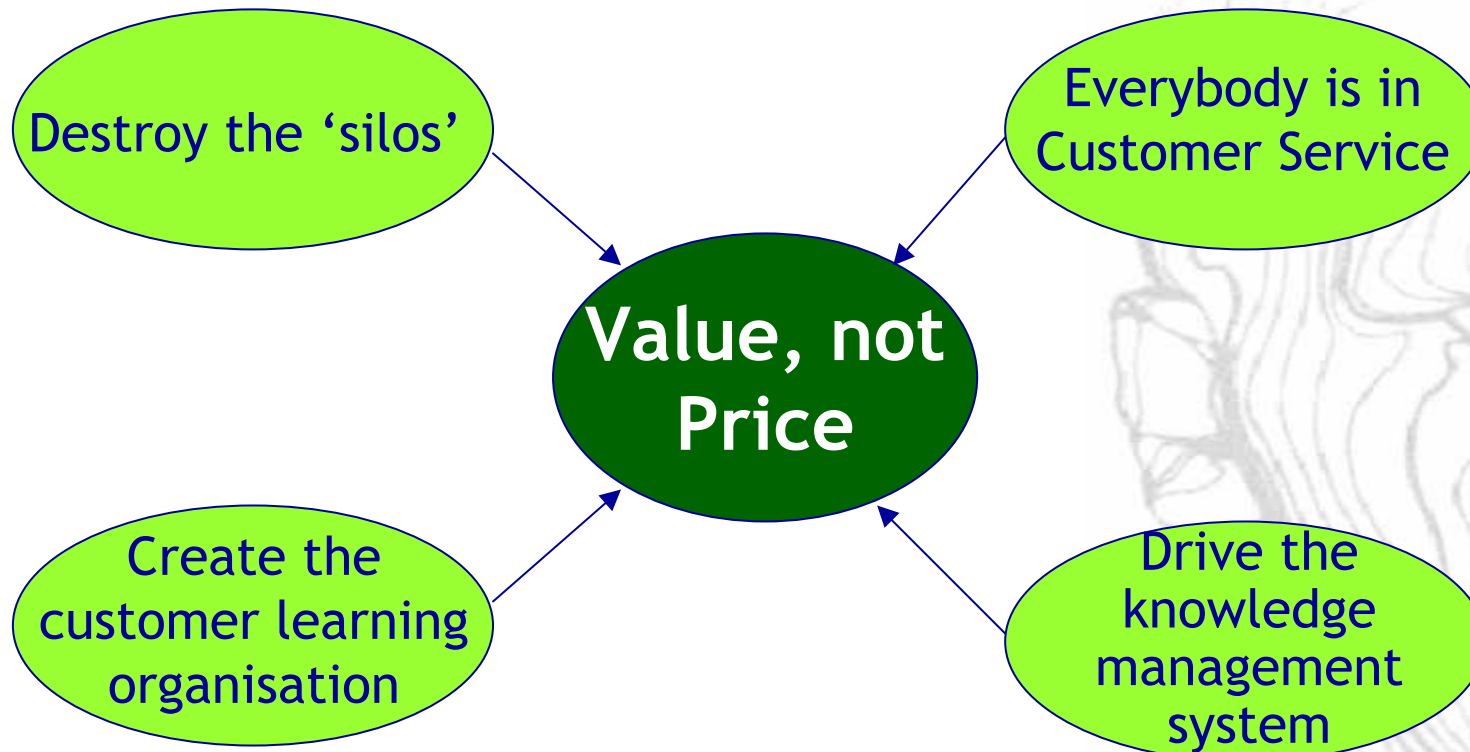 Destroy the ‘silos’
Everybody is in
Customer Service
Value, not
Price
Create the
customer learning
organisation
Drive the
knowledge
management
system